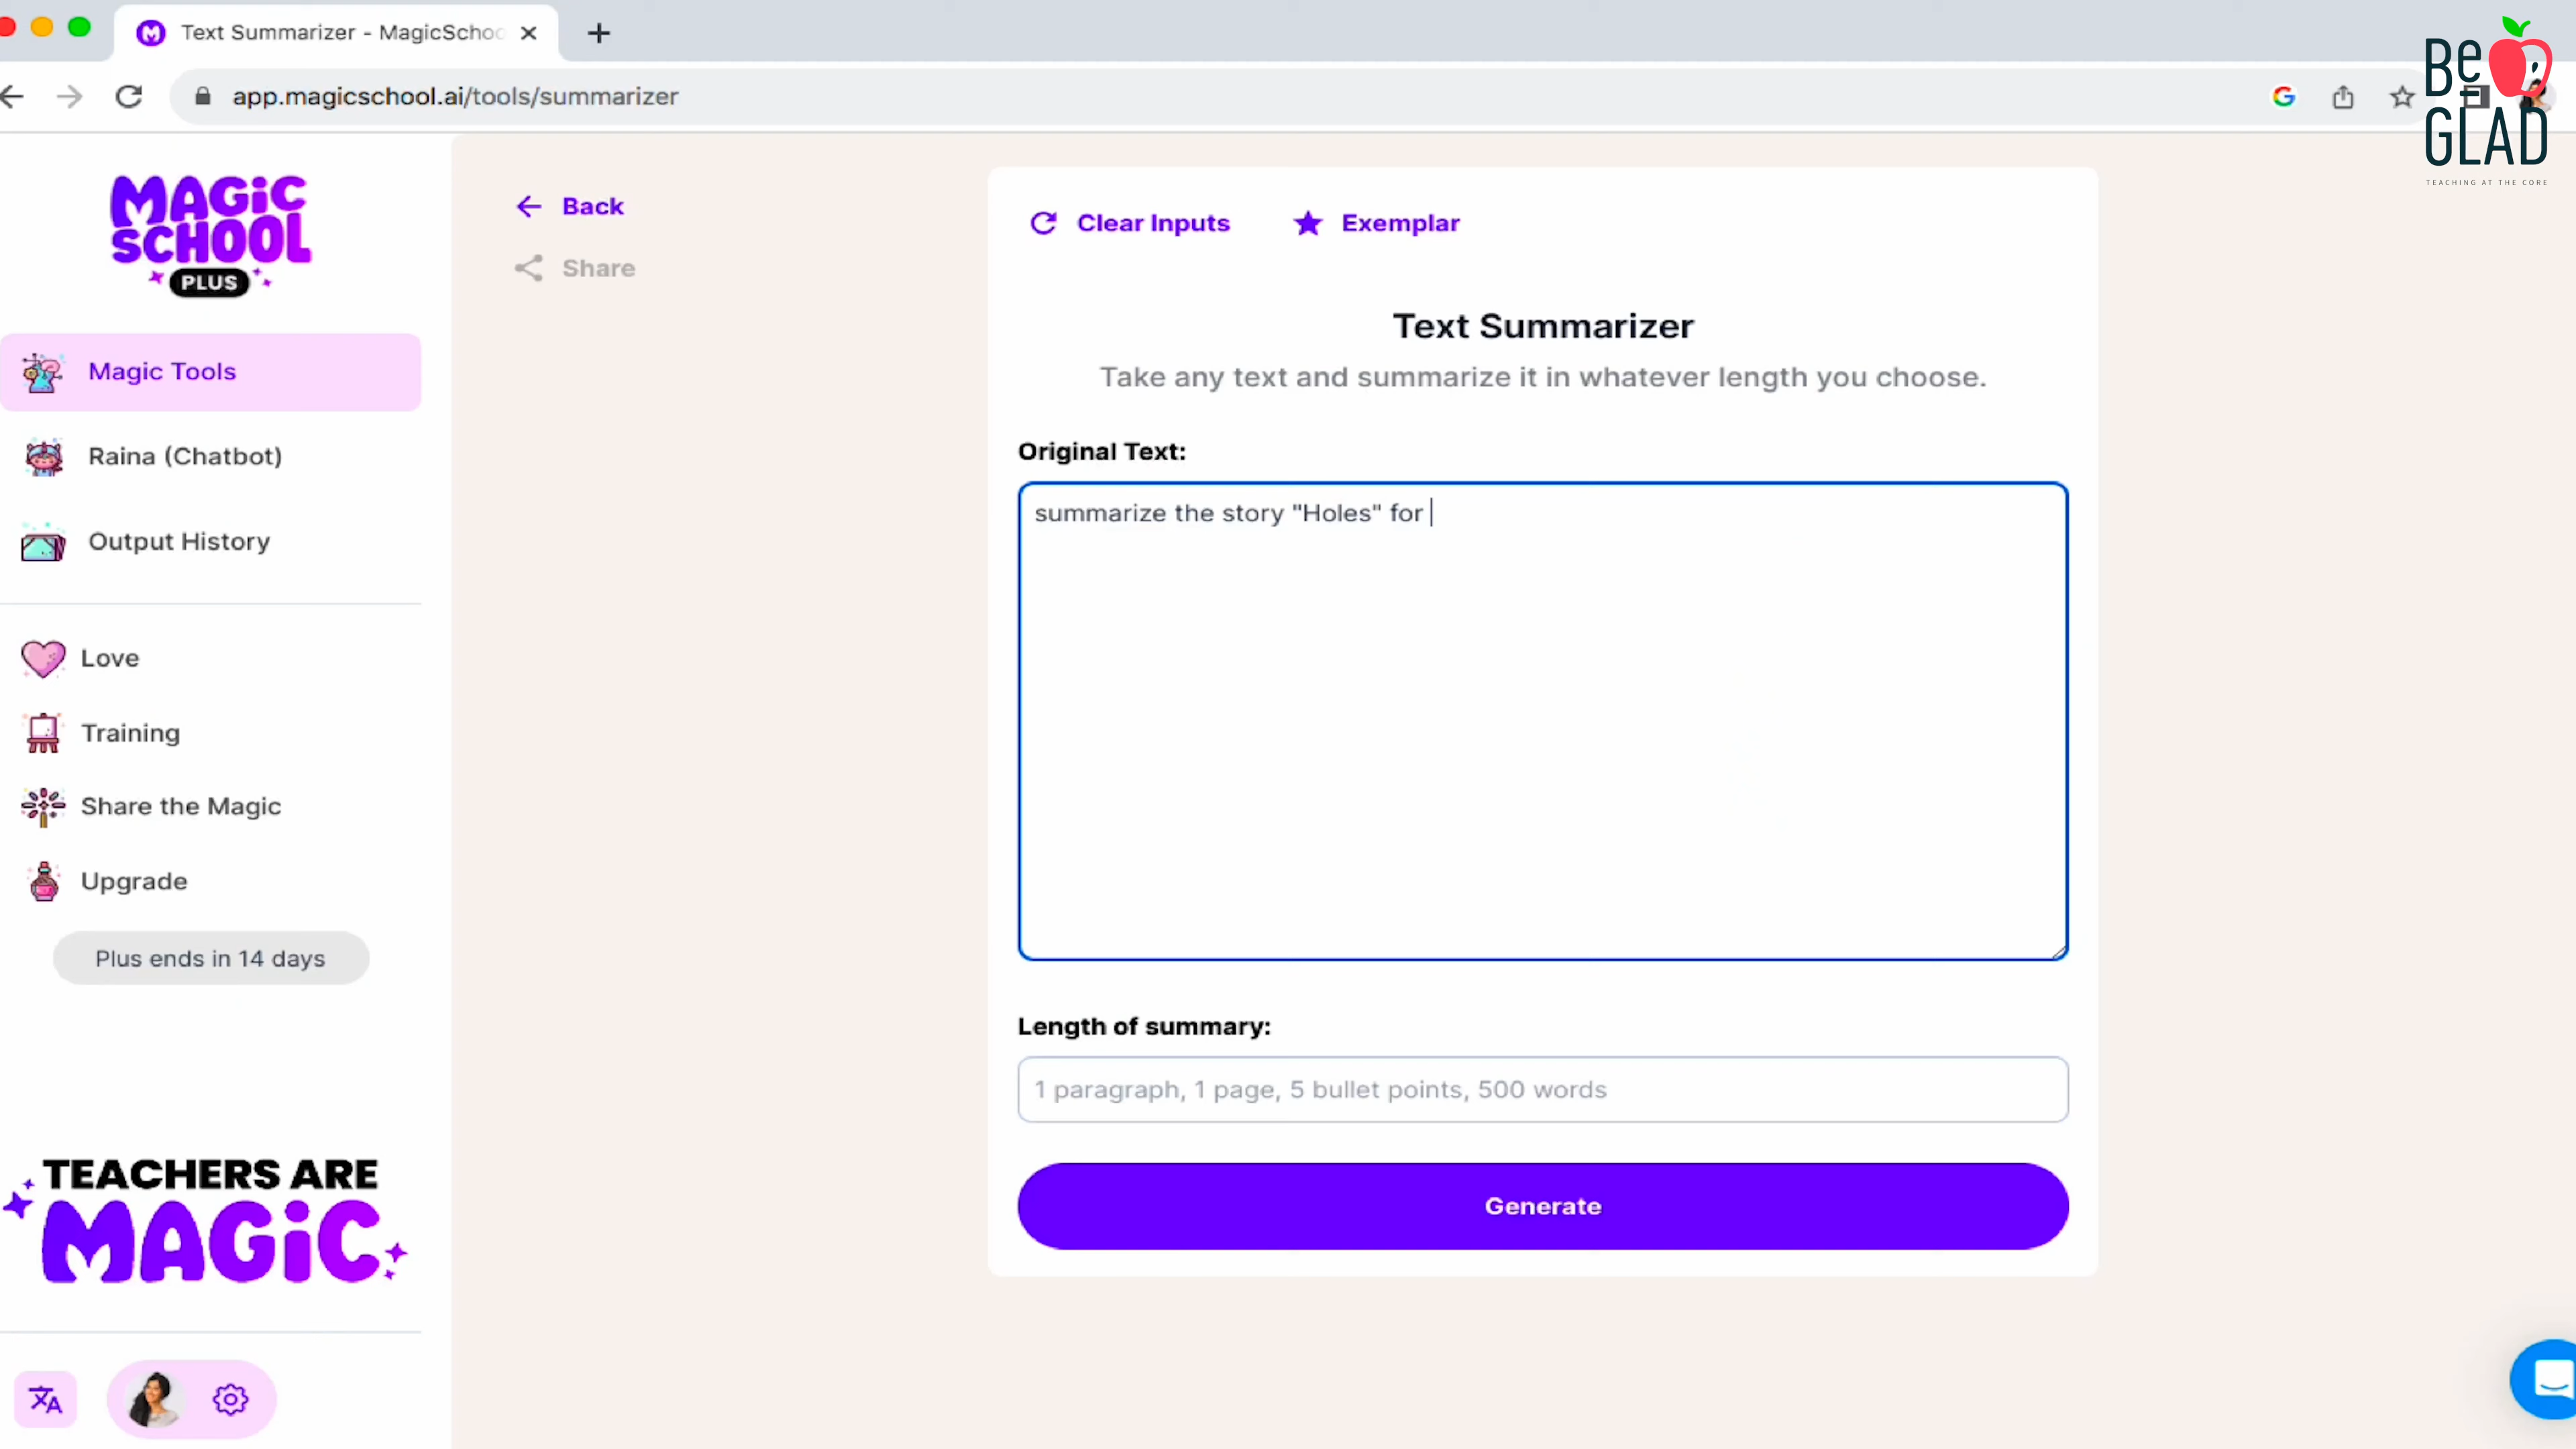 Text Summarizer - MagicSchoo
app.magicschool.ai/tools/summarizer
Be
GLAD
TEACHING AT THE CORE
MAGiC
SCHOOL
PLUS
Magic Tools
Raina (Chatbot)
Output History
Love
Training
Share the Magic
Upgrade
Plus ends in 14 days
TEACHERS ARE
MAGiC
Back
Share
Clear Inputs
Exemplar
Text Summarizer
Take any text and summarize it in whatever length you choose.
Original Text:
summarize the story "Holes" for
Length of summary:
1 paragraph, 1 page, 5 bullet points, 500 words
Generate